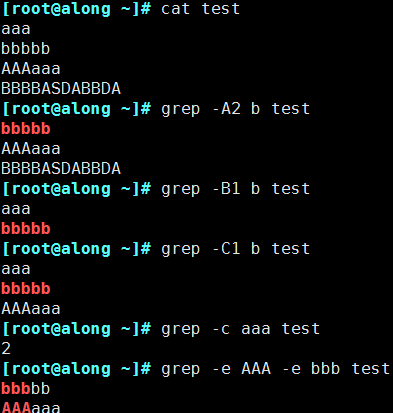 [root@along ~]# cat test
aaa
bbbbb
AAAaaa
BBBBASDABBDA
[root@along ~]# grep -A2 b test
bbbbb
AAAaaa
BBBBASDABBDA
[root@along ~]# grep -B1 b test
aaa
bbbbb
[root@along ~]# grep -C1 b test
aaa
bbbbb
AAAaaa
[root@along ~]# grep -c aaa test
2
[root@along ~]# grep -e AAA -e bbb test
bbbbb
AAAaaa